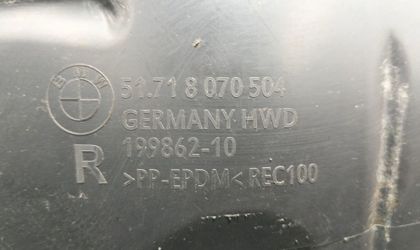 BMW
51.71 8 070 504
GERMANY HWD
199862-10
R
>PP-EPDM< REC100